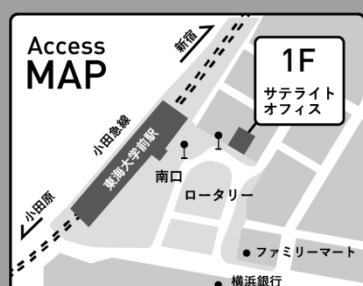 Access
MAP
新宿
1F
サテライト
オフィス
小田急線
東海大学前駅
南口
ロータリー
小田原
ファミリーマート
横浜銀行